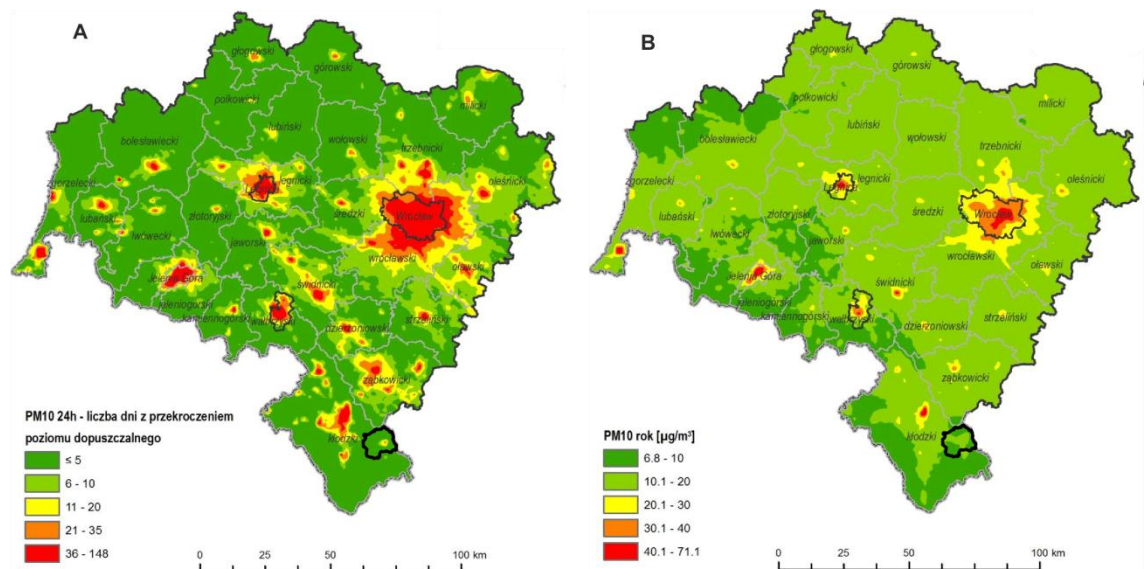 A
głogowski
górowski
polkowicki
milicki
lubiński
bolesławiecki
wołowski
trzebnicki
zgorzelecki
legnicki
Legnica
oleśnicki
lubański
złotoryjski
średzki
Wrocław
lwówecki
jaworski
wrocławski
oławski
Jelenia Góra
świdnicki
jeleniogórski
kamiennogórski
wałbrzyski
strzeliński
dzierżoniowski
ząbkowicki
kłodzki
PM10 24h - liczba dni z przekroczeniem
poziomu dopuszczalnego
≤ 5
6 - 10
11 - 20
21 - 35
36 - 148
0 25 50 100 km
B
głogowski
górowski
polkowicki
milicki
lubiński
bolesławiecki
wołowski
trzebnicki
zgorzelecki
legnicki
Legnica
oleśnicki
lubański
złotoryjski
średzki
Wrocław
lwówecki
jaworski
wrocławski
oławski
Jelenia Góra
świdnicki
jeleniogórski
kamiennogórski
wałbrzyski
strzeliński
dzierżoniowski
ząbkowicki
kłodzki
PM10 rok [µg/m³]
6.8 - 10
10.1 - 20
20.1 - 30
30.1 - 40
40.1 - 71.1
0 25 50 100 km